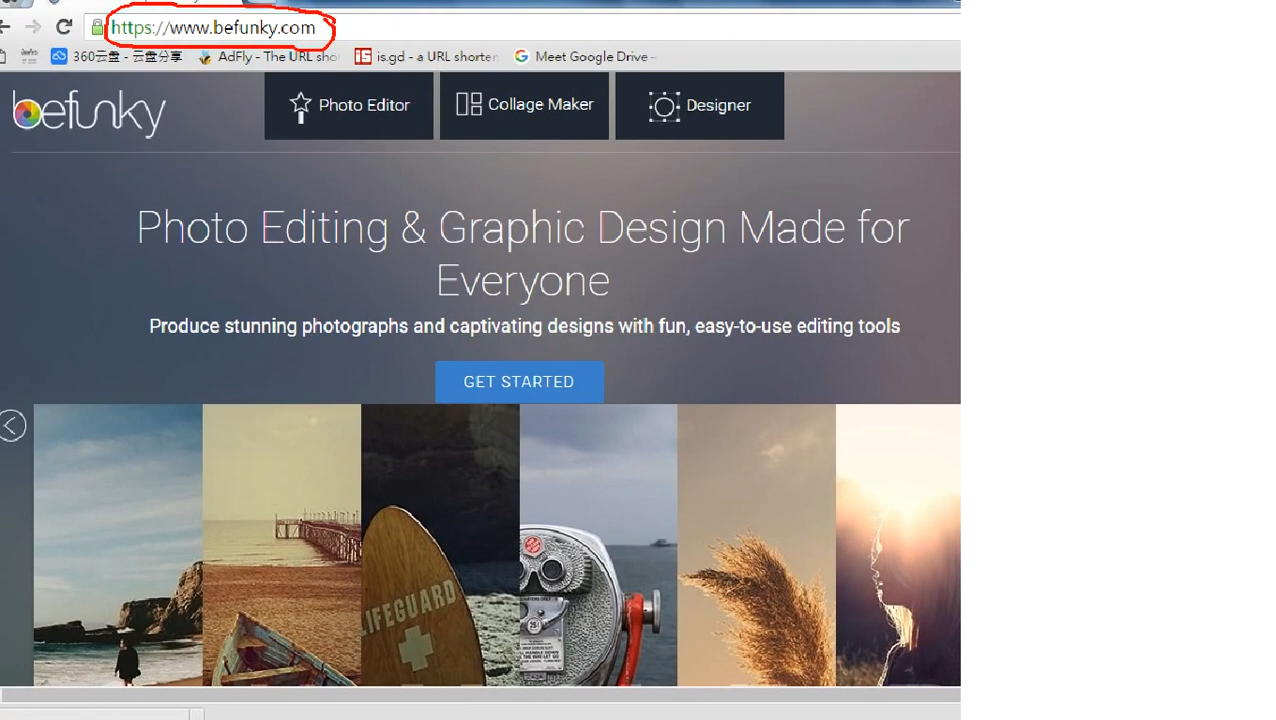 https://www.befunky.com
360云盘 - 云盘分享 AdFly - The URL sho is.gd - a URL shorten Meet Google Drive –
befunky Photo Editor Collage Maker Designer
Photo Editing & Graphic Design Made for
Everyone
Produce stunning photographs and captivating designs with fun, easy-to-use editing tools
GET STARTED
LIFEGUARD